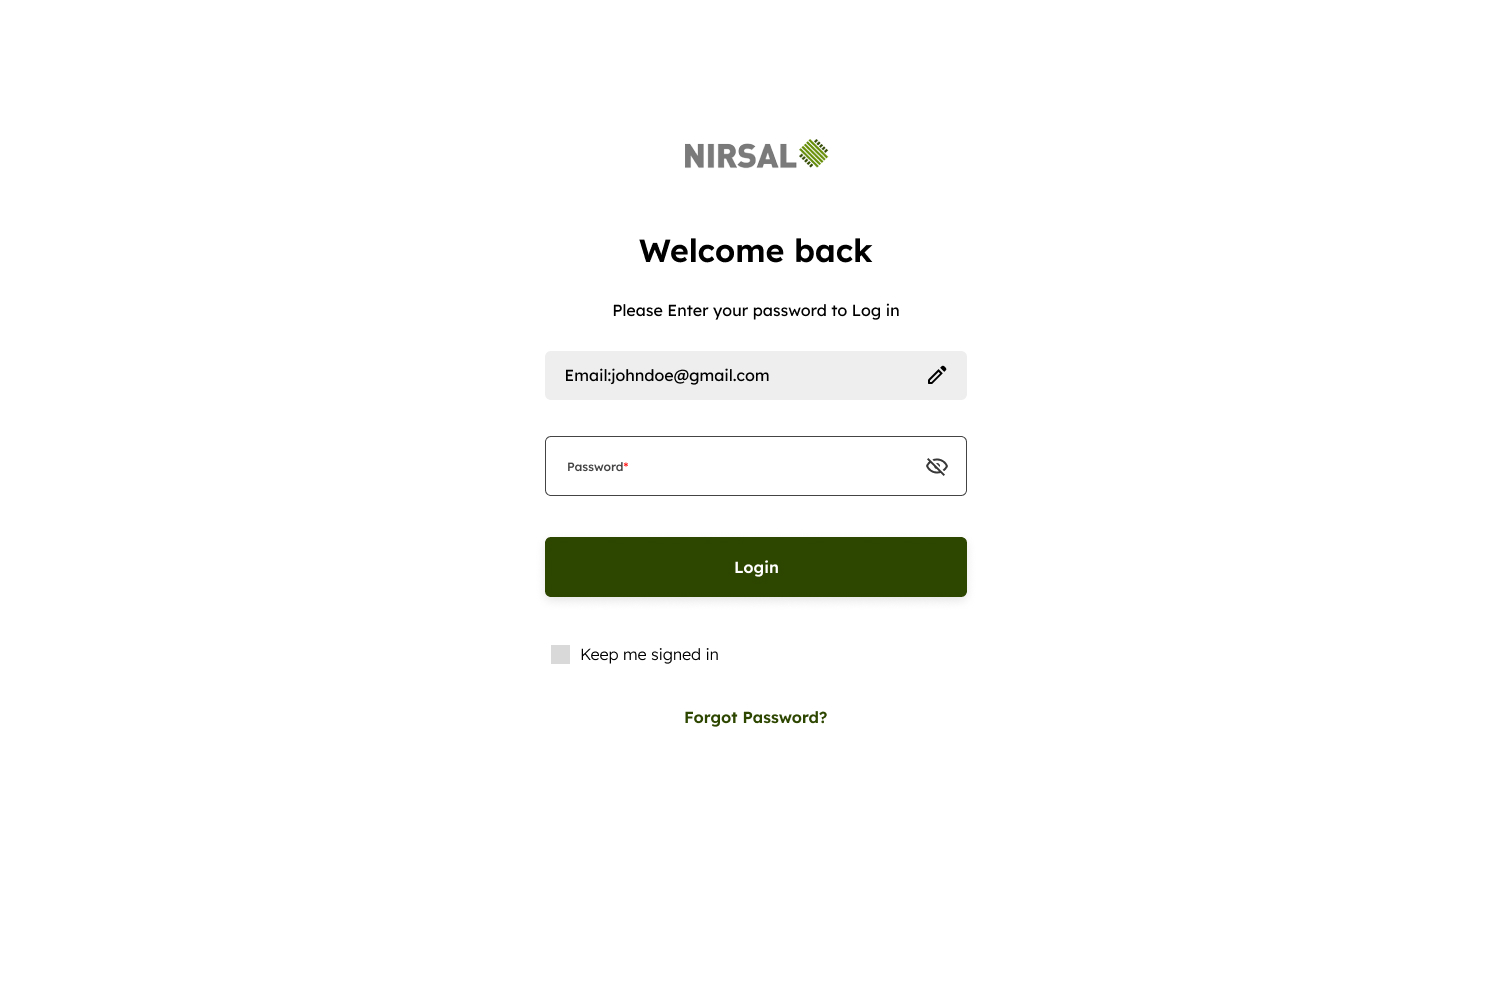 NIRSAL
Welcome back
Please Enter your password to Log in
Email:johndoe@gmail.com
Password*
Login
Keep me signed in
Forgot Password?